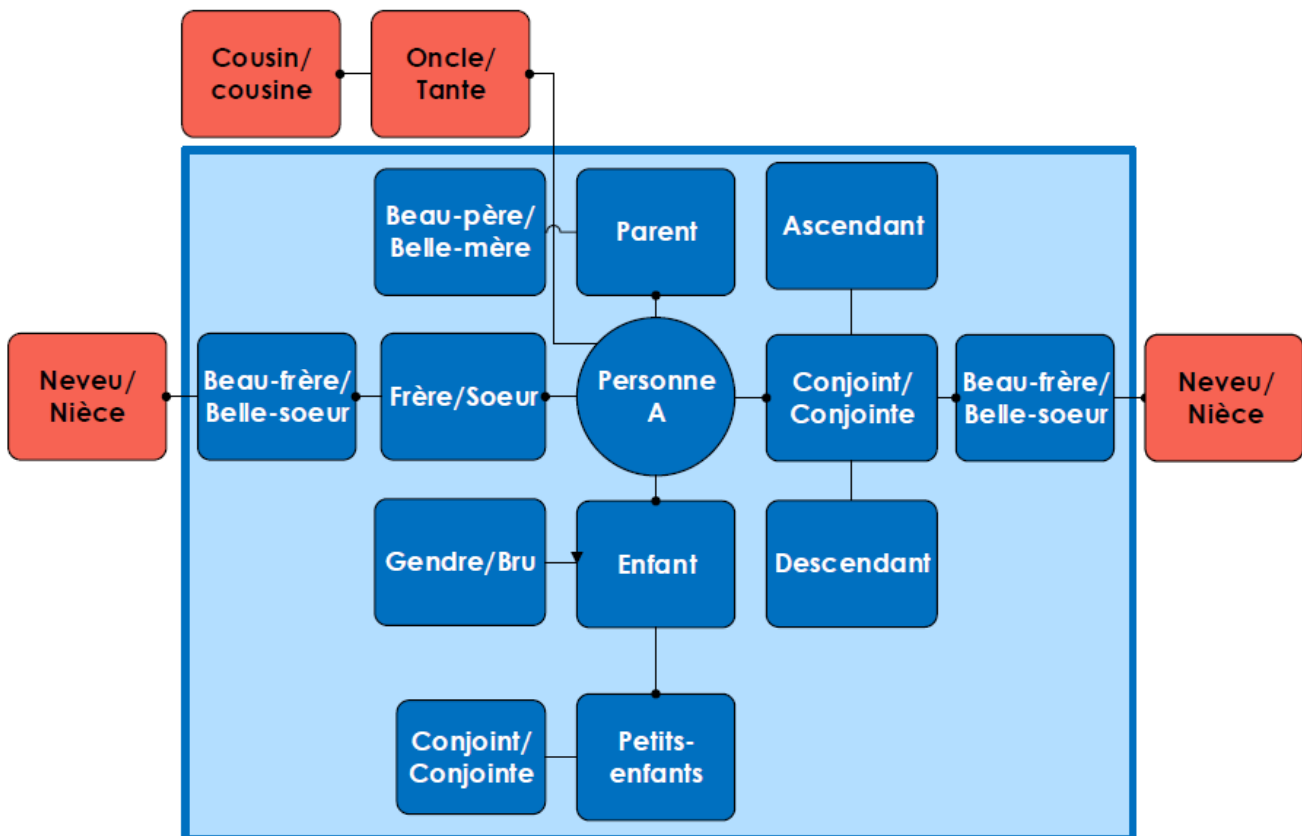 Cousin/
cousine
Oncle/
Tante
Beau-père/
Belle-mère
Parent
Ascendant
Neveu/
Nièce
Beau-frère/
Belle-soeur
Frère/Soeur
Personne
A
Conjoint/
Conjointe
Beau-frère/
Belle-soeur
Neveu/
Nièce
Gendre/Bru
Enfant
Descendant
Conjoint/
Conjointe
Petits-
enfants